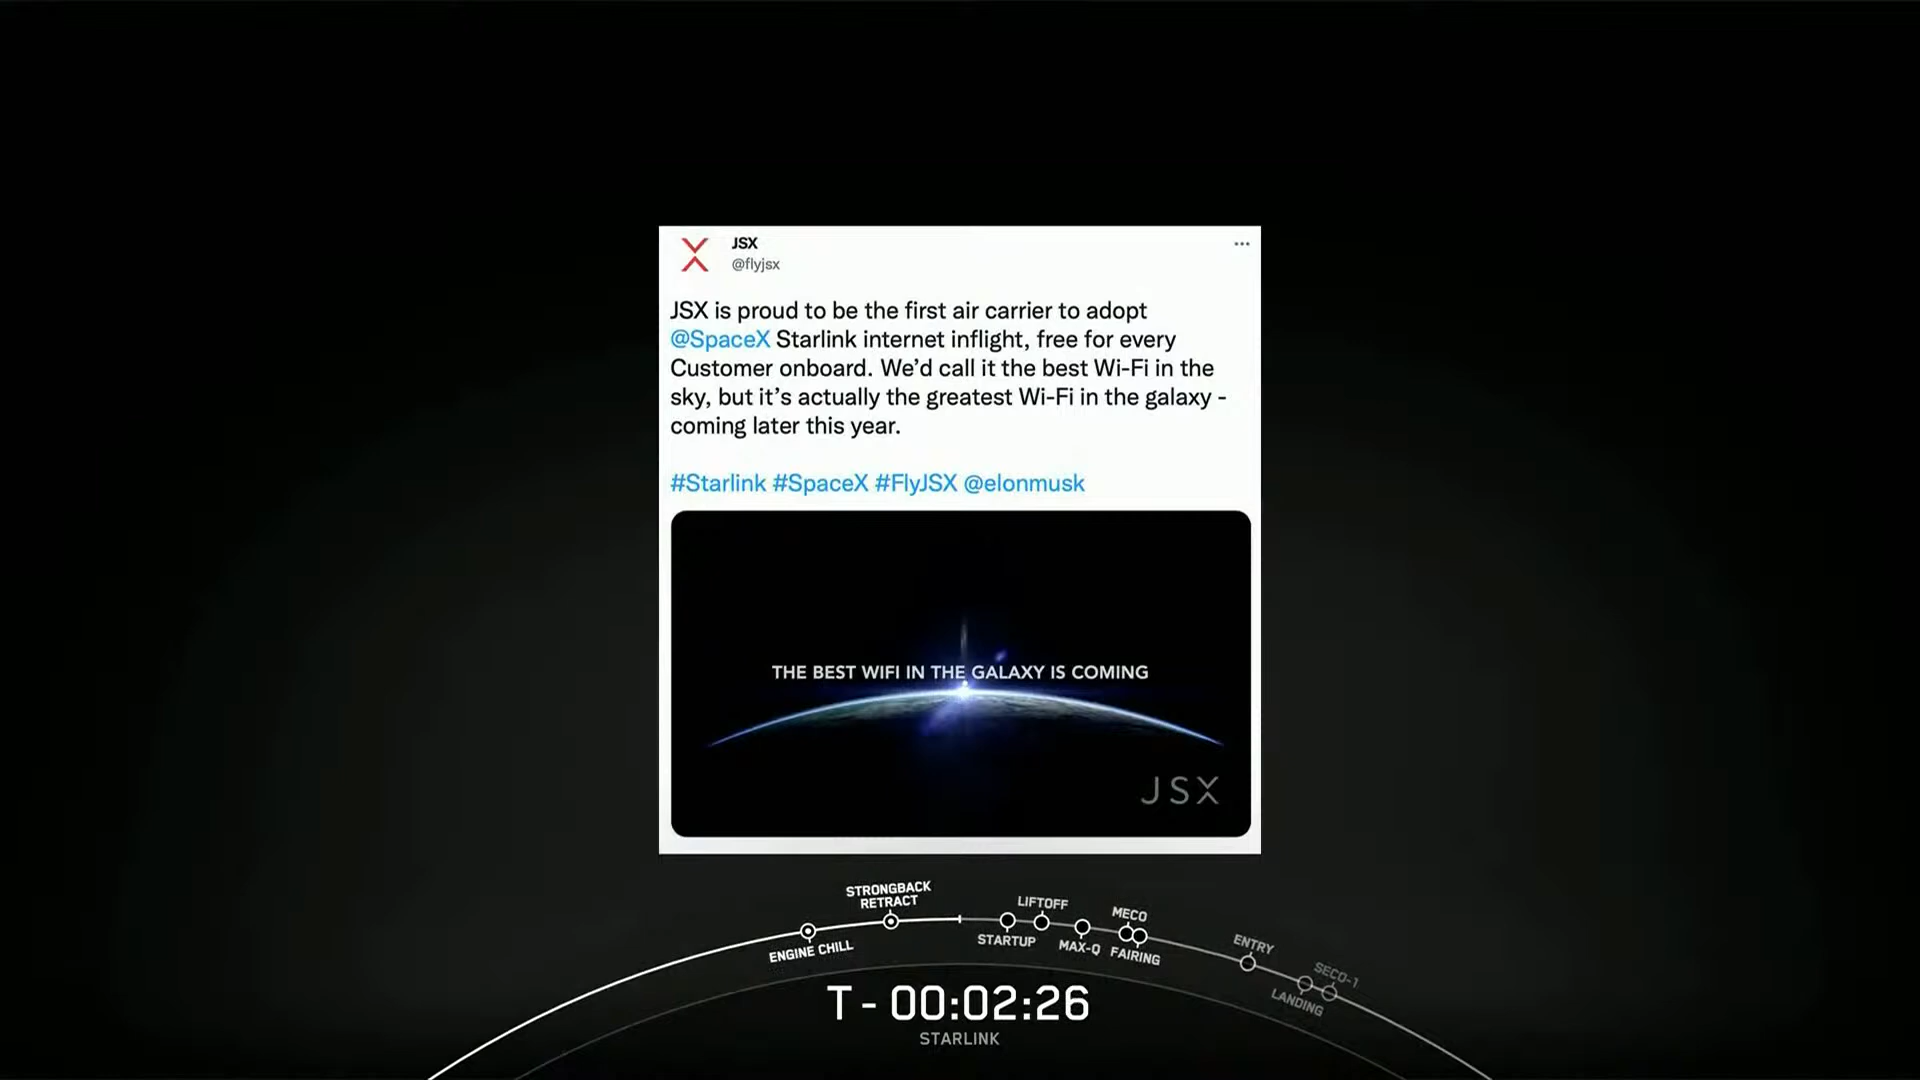 JSX
@flyjsx
JSX is proud to be the first air carrier to adopt
@SpaceX Starlink internet inflight, free for every
Customer onboard. We’d call it the best Wi-Fi in the
sky, but it’s actually the greatest Wi-Fi in the galaxy -
coming later this year.
#Starlink #SpaceX #FlyJSX @elonmusk
THE BEST WIFI IN THE GALAXY IS COMING
JSX
ENGINE CHILL
STRONGBACK
RETRACT
STARTUP
LIFTOFF
MAX-Q
MECO
FAIRING
ENTRY
LANDING
SECO-1
T - 00:02:26
STARLINK